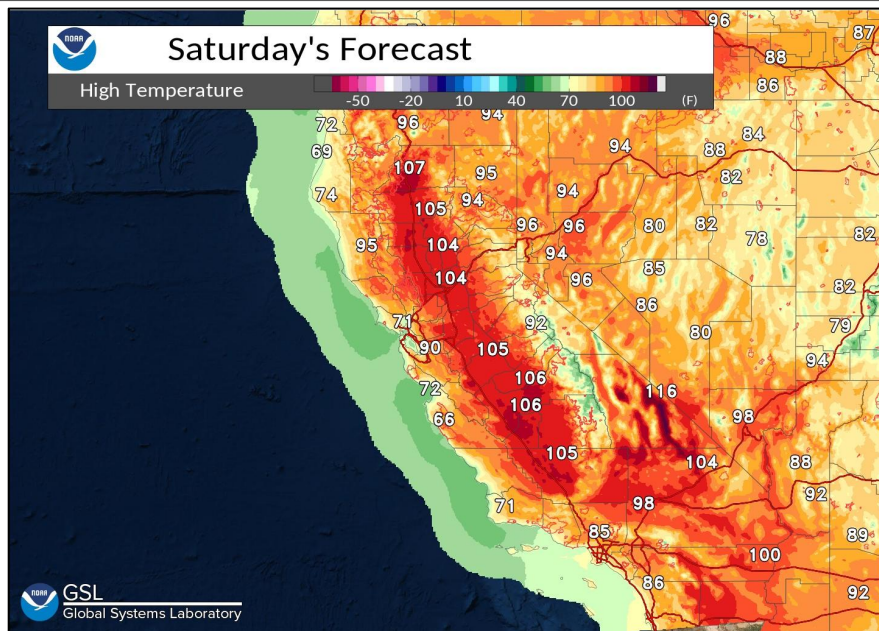 NOAA
Saturday's Forecast
High Temperature
-50 -20 10 40 70 100 (F)
96
87
88
86
72 96 94
84
69 94 88
107 95 82
74 94 94
105
96 96 80 82 78 82
95 104 94
85
104 96 82
86
71 92 79
90 105 80
94
106
72 116
106
66 98
105 104 88
92
71 98
85 89
100
86 92
NOAA GSL
Global Systems Laboratory